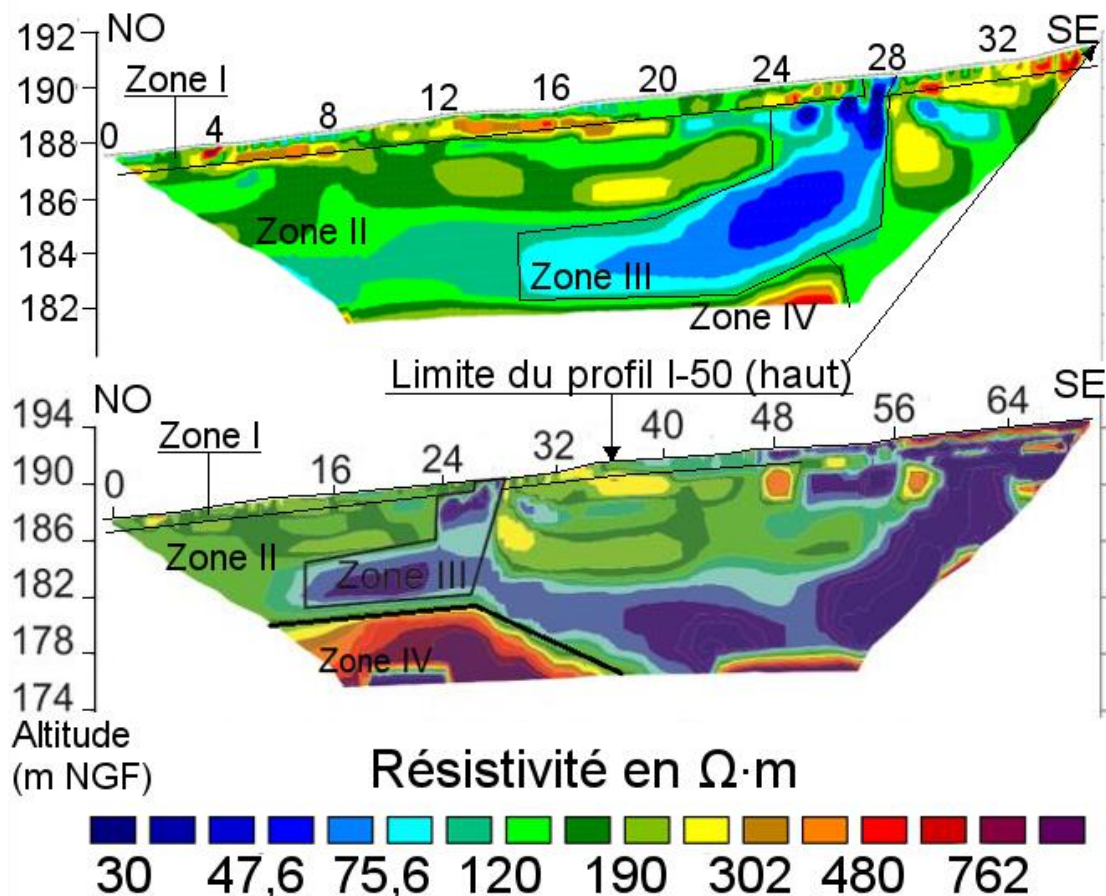 192 NO SE
Zone I 24 28 32
190 12 16 20
0 4 8
188
186
Zone II
184 Zone III
182
Zone IV
Limite du profil I-50 (haut)
194 NO SE
Zone I 48 56 64
190 0 16 24 32 40
186 Zone II
182 Zone III
178 Zone IV
174
Altitude
(m NGF)
Résistivité en Ω·m
30 47,6 75,6 120 190 302 480 762